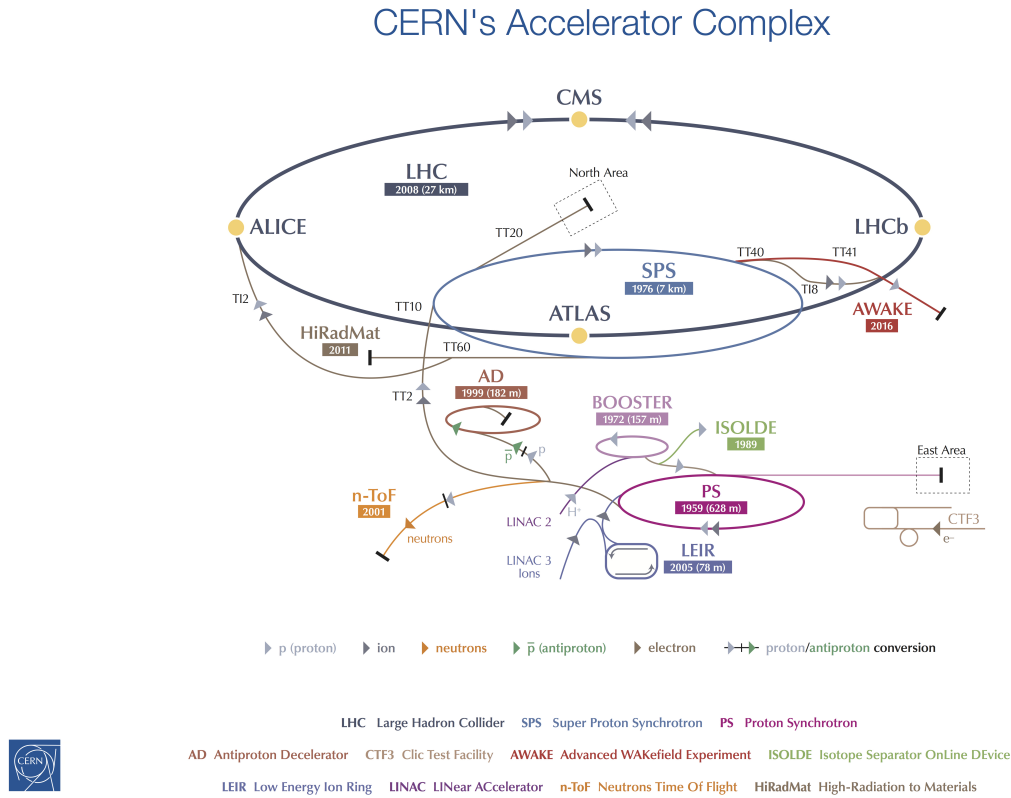 CERN's Accelerator Complex
CMS
LHC
2008 (27 km)
North Area
ALICE
LHCb
TT20
TT40
TT41
SPS
1976 (7 km)
TI2
TI8
TT10
ATLAS
AWAKE
2016
HiRadMat
2011
TT60
AD
1999 (182 m)
TT2
BOOSTER
1972 (157 m)
ISOLDE
1989
p̅
p
East Area
n-ToF
2001
PS
1959 (628 m)
H⁺
LINAC 2
neutrons
CTF3
e–
LEIR
2005 (78 m)
LINAC 3
Ions
p (proton) ion neutrons p̅ (antiproton) electron proton/antiproton conversion
LHC Large Hadron Collider SPS Super Proton Synchrotron PS Proton Synchrotron
AD Antiproton Decelerator CTF3 Clic Test Facility AWAKE Advanced WAKefield Experiment ISOLDE Isotope Separator OnLine DEvice
LEIR Low Energy Ion Ring LINAC LINear ACcelerator n-ToF Neutrons Time Of Flight HiRadMat High-Radiation to Materials
CERN